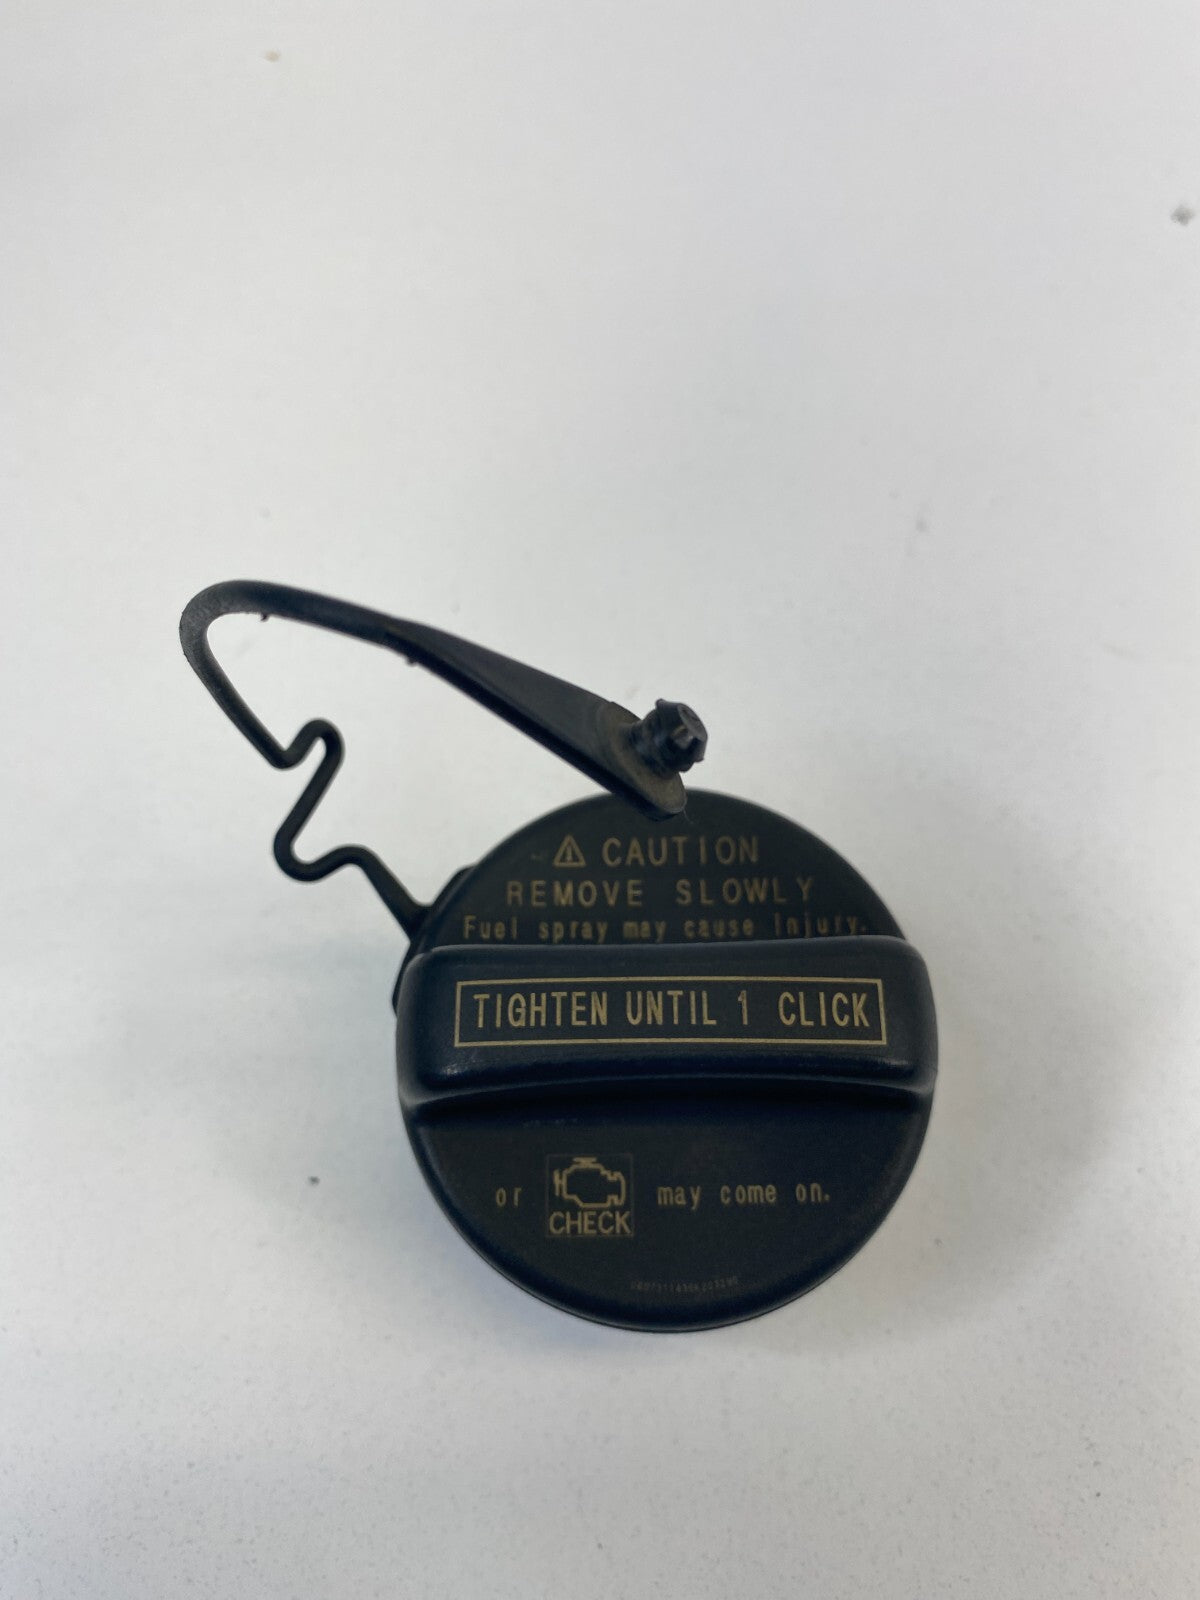 ⚠ CAUTION
REMOVE SLOWLY
Fuel spray may cause Injury.
TIGHTEN UNTIL 1 CLICK
or CHECK may come on.